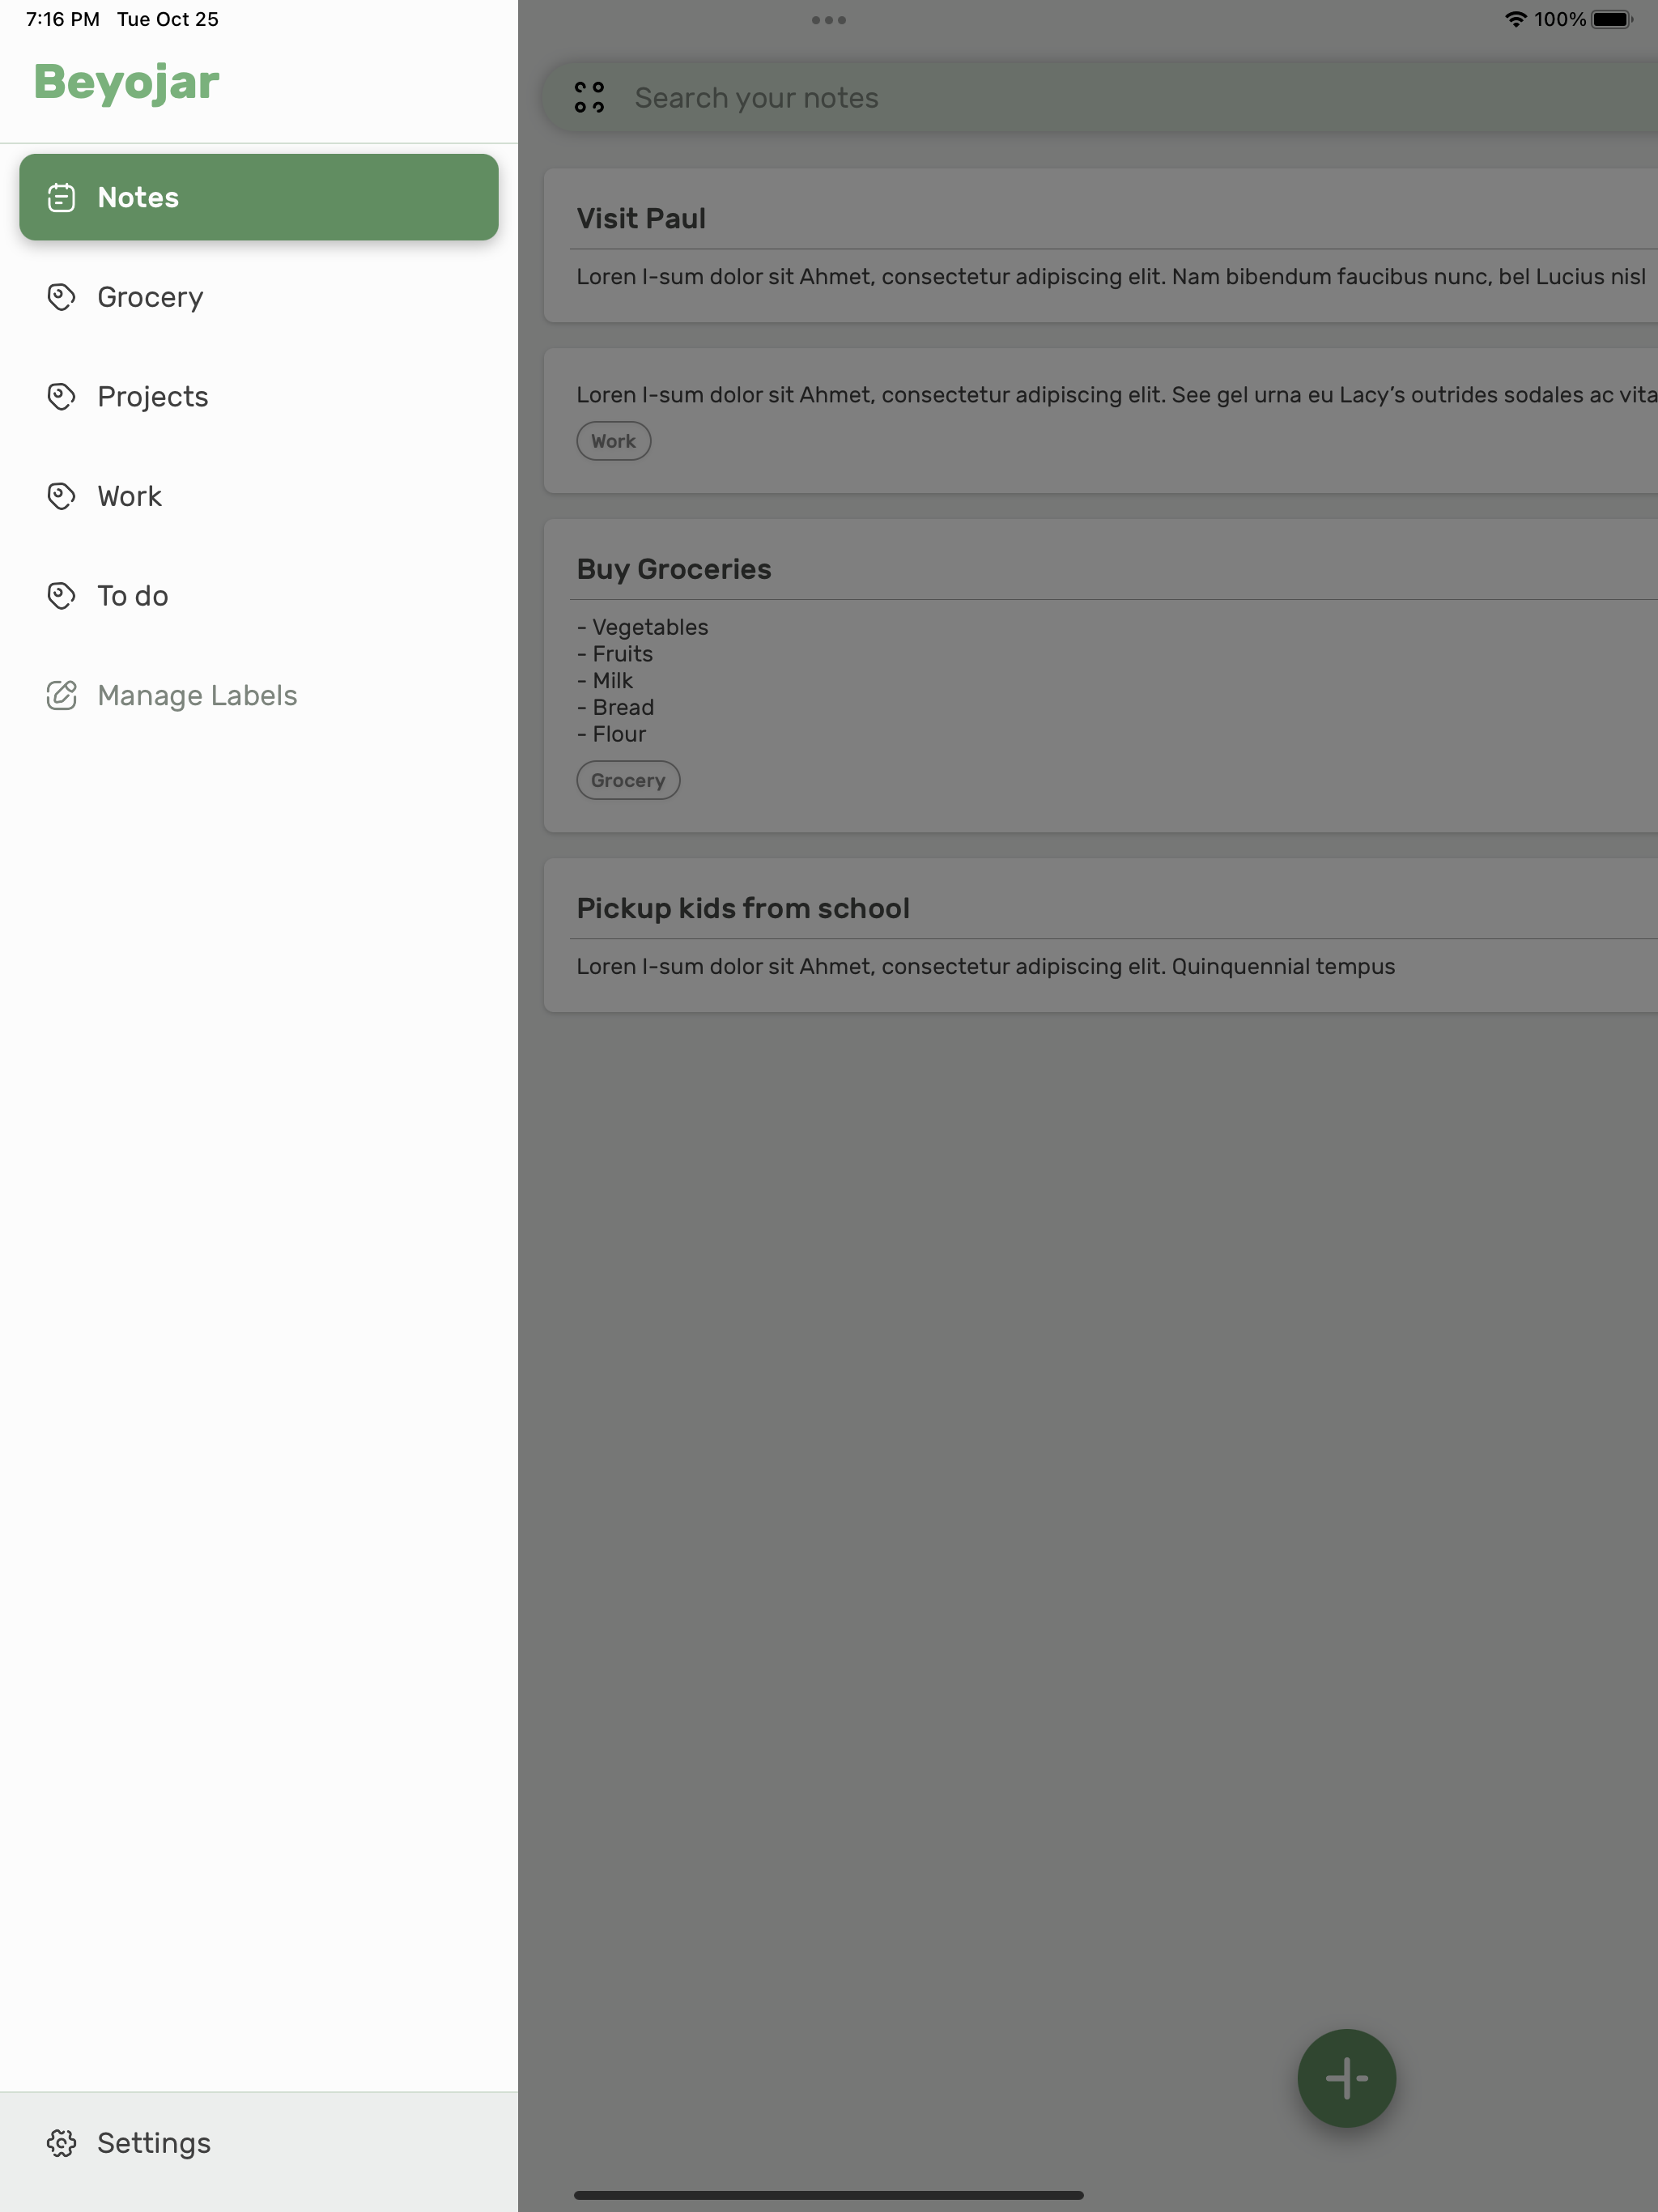 7:16 PM Tue Oct 25
100%
Beyojar
Notes
Grocery
Projects
Work
To do
Manage Labels
Settings
Search your notes
Visit Paul
Loren I-sum dolor sit Ahmet, consectetur adipiscing elit. Nam bibendum faucibus nunc, bel Lucius nisl
Loren I-sum dolor sit Ahmet, consectetur adipiscing elit. See gel urna eu Lacy’s outrides sodales ac vita
Work
Buy Groceries
- Vegetables
- Fruits
- Milk
- Bread
- Flour
Grocery
Pickup kids from school
Loren I-sum dolor sit Ahmet, consectetur adipiscing elit. Quinquennial tempus